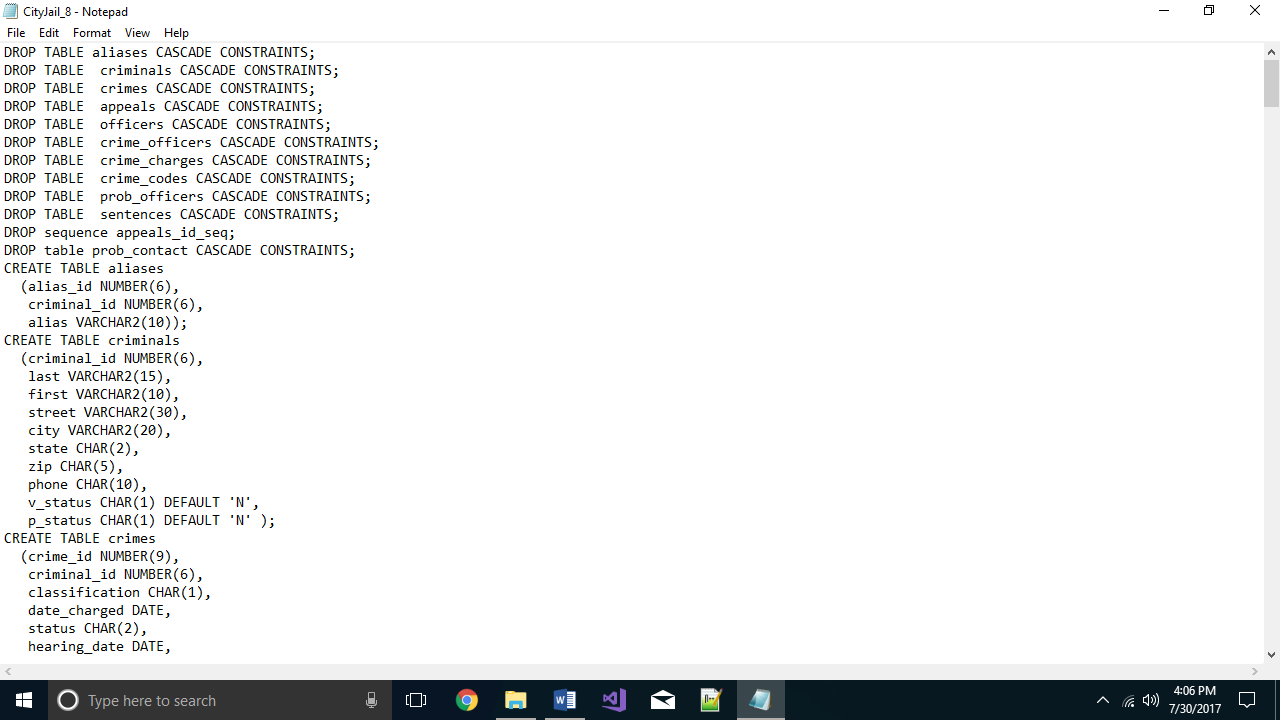 CityJail_8 - Notepad
File Edit Format View Help
DROP TABLE aliases CASCADE CONSTRAINTS;
DROP TABLE  criminals CASCADE CONSTRAINTS;
DROP TABLE  crimes CASCADE CONSTRAINTS;
DROP TABLE  appeals CASCADE CONSTRAINTS;
DROP TABLE  officers CASCADE CONSTRAINTS;
DROP TABLE  crime_officers CASCADE CONSTRAINTS;
DROP TABLE  crime_charges CASCADE CONSTRAINTS;
DROP TABLE  crime_codes CASCADE CONSTRAINTS;
DROP TABLE  prob_officers CASCADE CONSTRAINTS;
DROP TABLE  sentences CASCADE CONSTRAINTS;
DROP sequence appeals_id_seq;
DROP table prob_contact CASCADE CONSTRAINTS;
CREATE TABLE aliases
  (alias_id NUMBER(6),
   criminal_id NUMBER(6),
   alias VARCHAR2(10));
CREATE TABLE criminals
  (criminal_id NUMBER(6),
   last VARCHAR2(15),
   first VARCHAR2(10),
   street VARCHAR2(30),
   city VARCHAR2(20),
   state CHAR(2),
   zip CHAR(5),
   phone CHAR(10),
   v_status CHAR(1) DEFAULT 'N',
   p_status CHAR(1) DEFAULT 'N' );
CREATE TABLE crimes
  (crime_id NUMBER(9),
   criminal_id NUMBER(6),
   classification CHAR(1),
   date_charged DATE,
   status CHAR(2),
   hearing_date DATE,
Type here to search
4:06 PM
7/30/2017